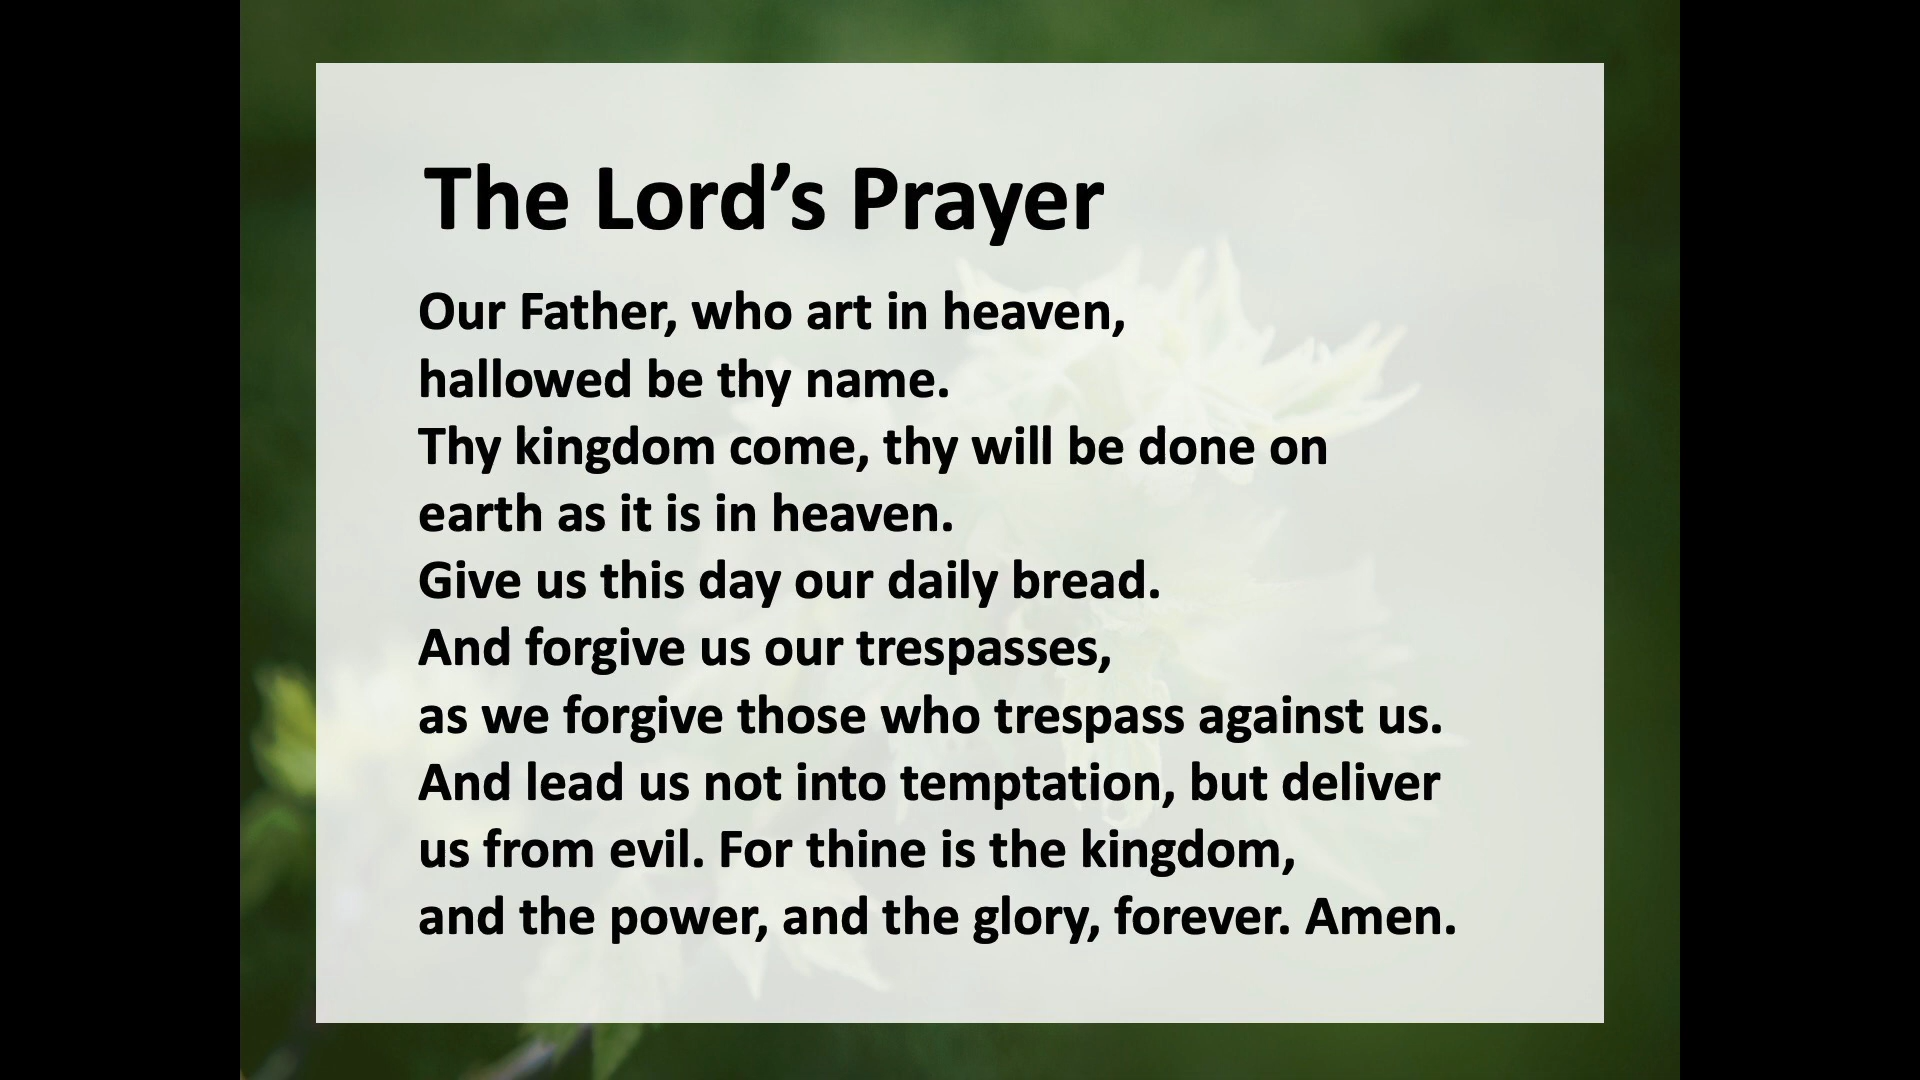 The Lord’s Prayer
Our Father, who art in heaven,
hallowed be thy name.
Thy kingdom come, thy will be done on
earth as it is in heaven.
Give us this day our daily bread.
And forgive us our trespasses,
as we forgive those who trespass against us.
And lead us not into temptation, but deliver
us from evil. For thine is the kingdom,
and the power, and the glory, forever. Amen.